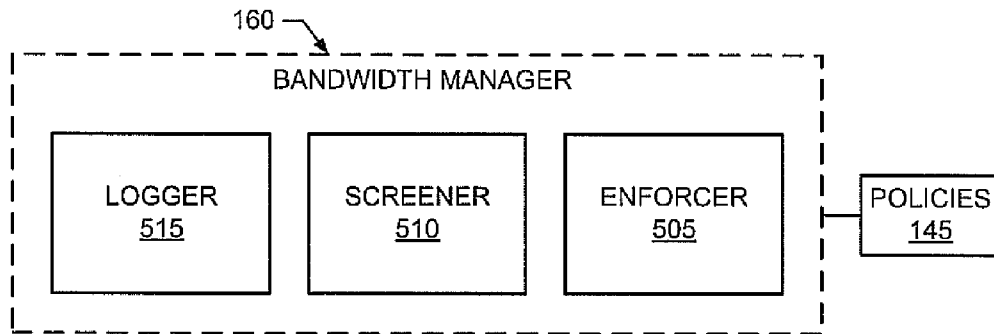 160
BANDWIDTH MANAGER
LOGGER
515
SCREENER
510
ENFORCER
505
POLICIES
145